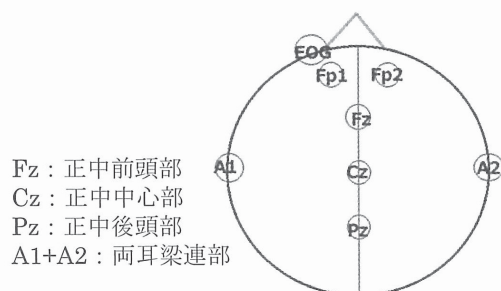 EOG
Fp1 Fp2
Fz
A1 Cz A2
Pz
Fz：正中前頭部
Cz：正中中心部
Pz：正中後頭部
A1+A2：両耳梁連部